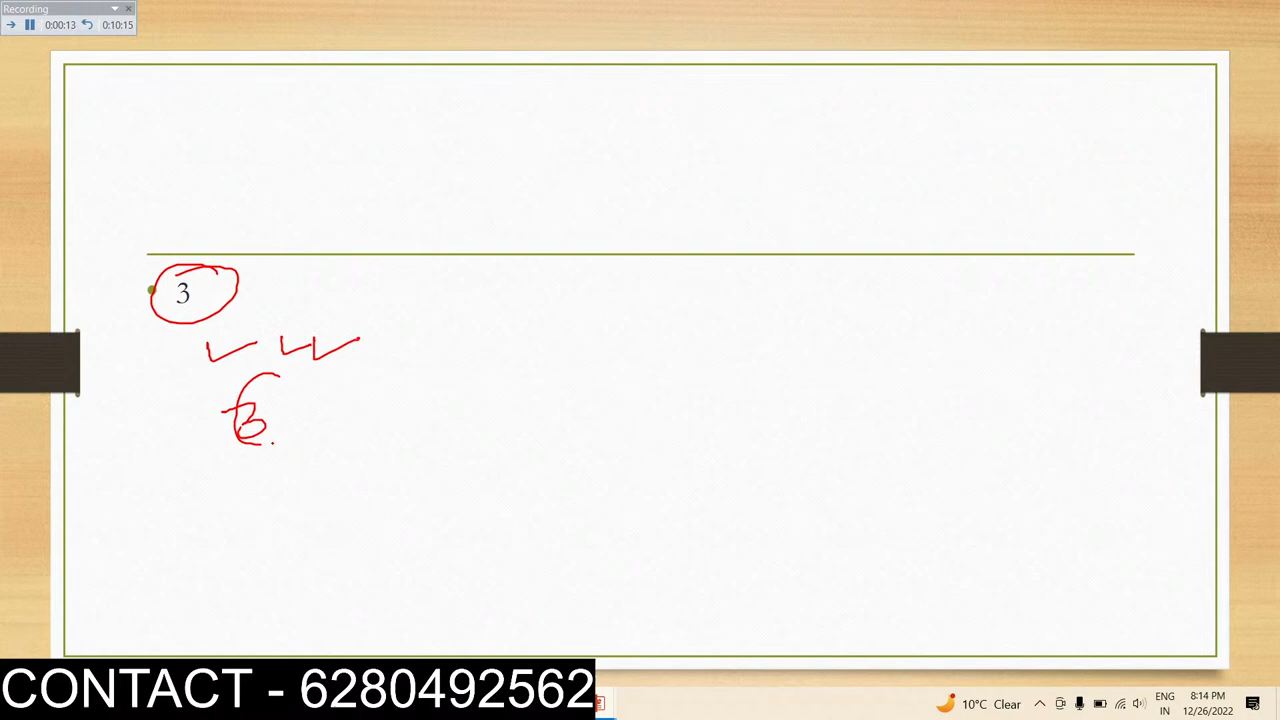 Recording
0:00:13 0:10:15
3
3
CONTACT - 6280492562
10°C Clear
ENG
IN
8:14 PM
12/26/2022